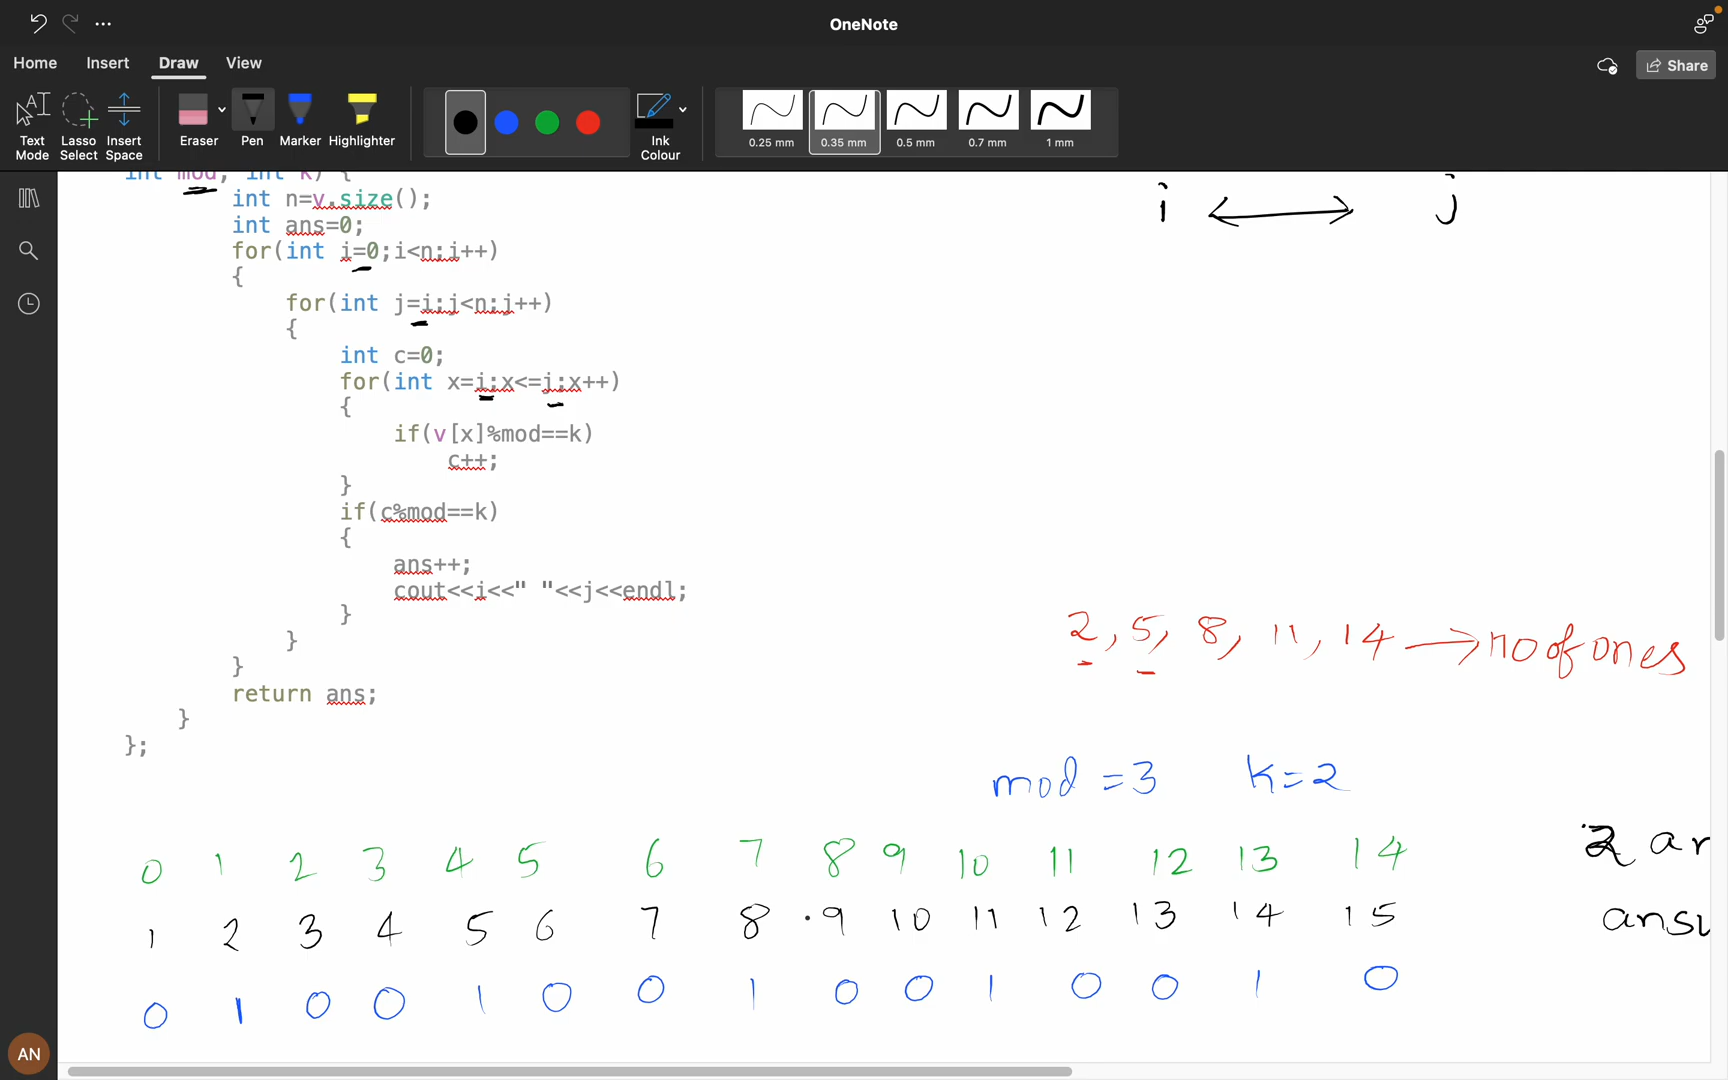 OneNote
Home Insert Draw View
Share
Text Mode
Lasso Select
Insert Space
Eraser
Pen
Marker
Highlighter
Ink Colour
0.25 mm
0.35 mm
0.5 mm
0.7 mm
1 mm
int mod, int k) {
int n=v.size();
int ans=0;
for(int i=0;i<n;i++)
{
for(int j=i;j<n;j++)
{
int c=0;
for(int x=i;x<=j;x++)
{
if(v[x]%mod==k)
c++;
}
if(c%mod==k)
{
ans++;
cout<<i<<" "<<j<<endl;
}
}
}
return ans;
}
};
i ⟷ j
2, 5, 8, 11, 14 → no of ones
mod = 3 k = 2
0 1 2 3 4 5 6 7 8 9 10 11 12 13 14
1 2 3 4 5 6 7 8 9 10 11 12 13 14 15
0 1 0 0 1 0 0 1 0 0 1 0 0 1 0
2 ar
AN